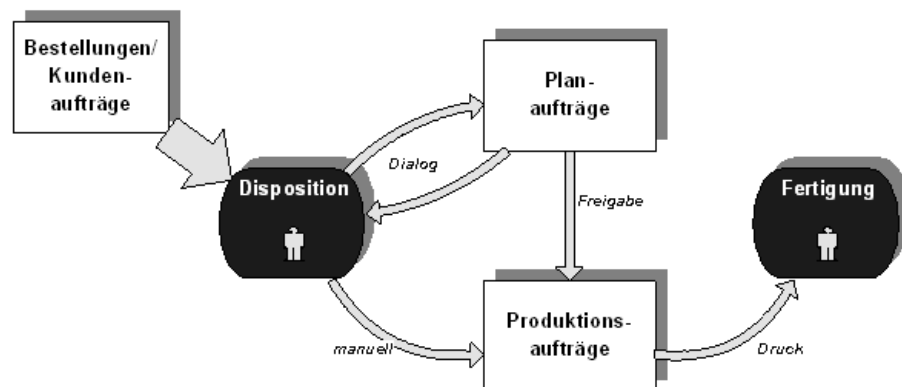 Bestellungen/
Kunden-
aufträge
Plan-
aufträge
Dialog
Disposition
Fertigung
Freigabe
Produktions-
aufträge
manuell
Druck